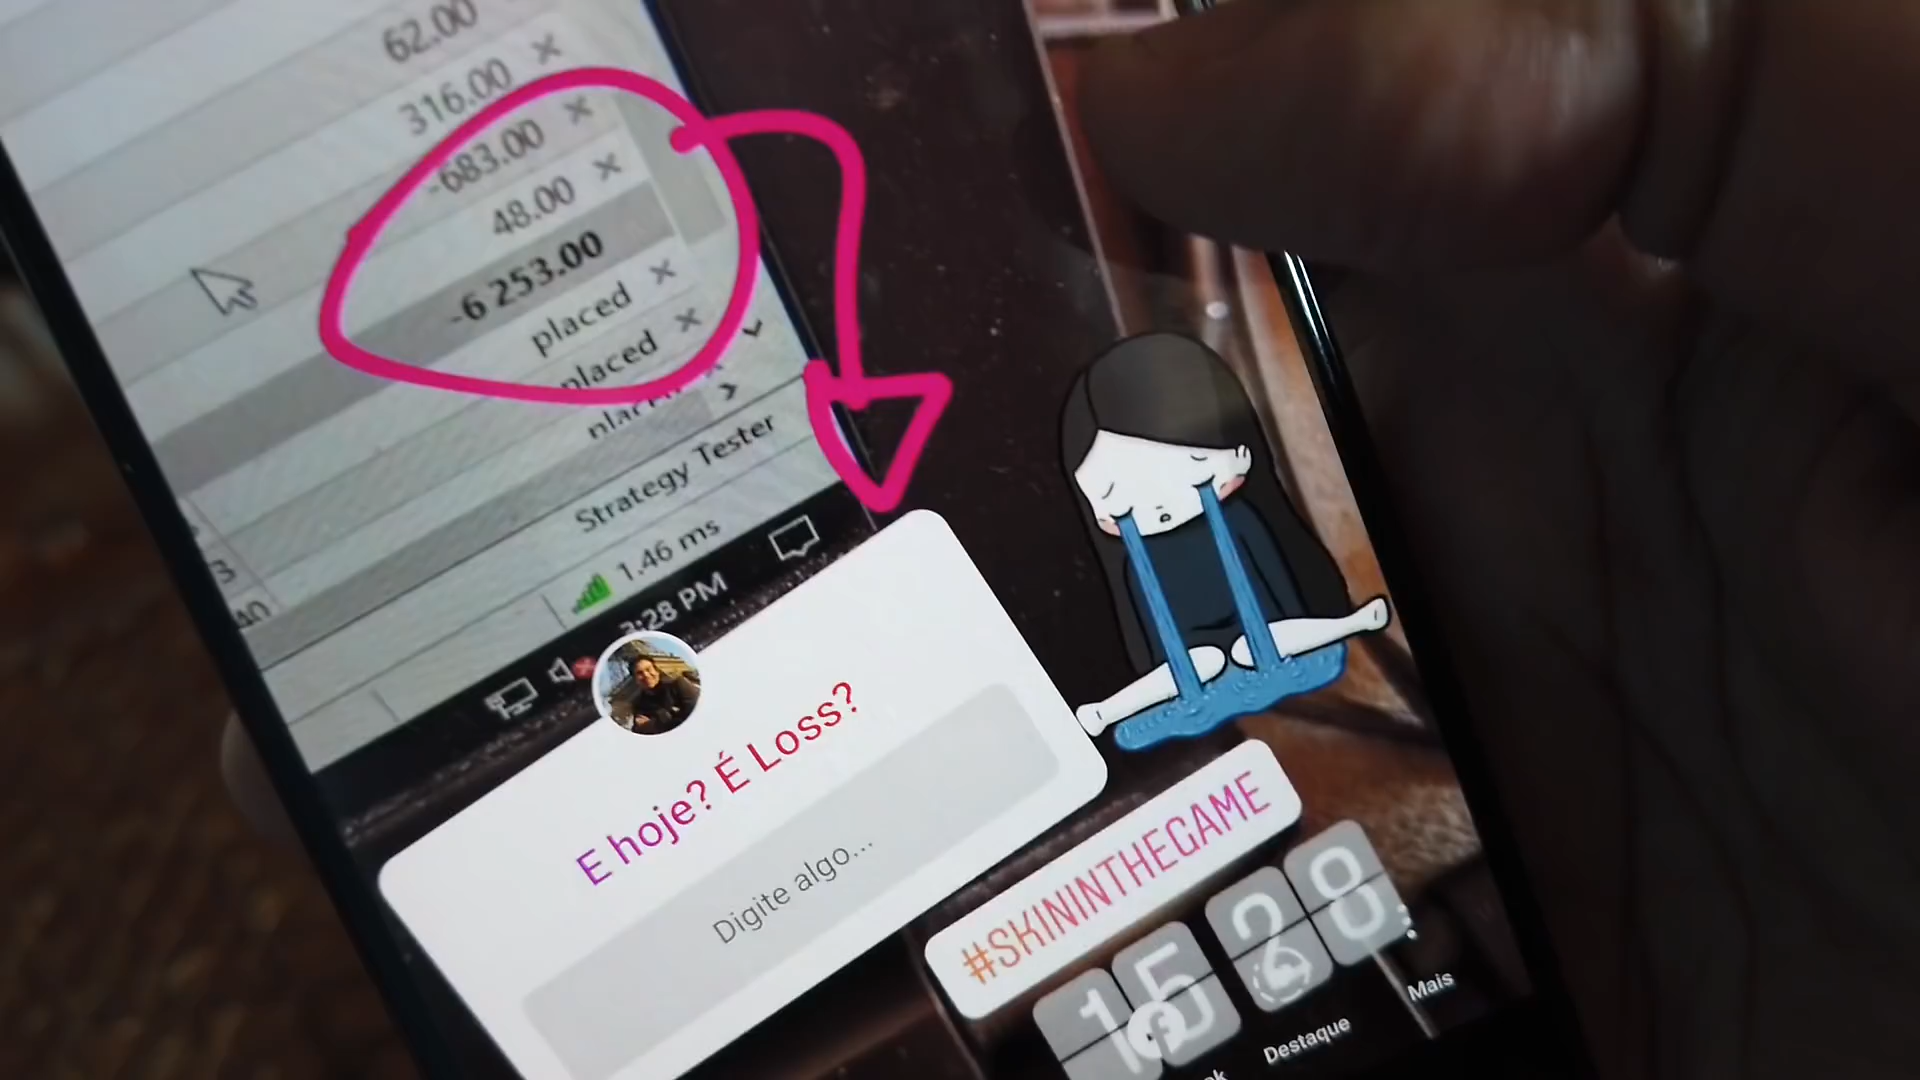 62.00
316.00
-683.00
48.00
-6 253.00
placed
placed
Strategy Tester
1.46 ms
:28 PM
E hoje? É Loss?
Digite algo...
#SKININTHEGAME
15 28
Destaque
Mais